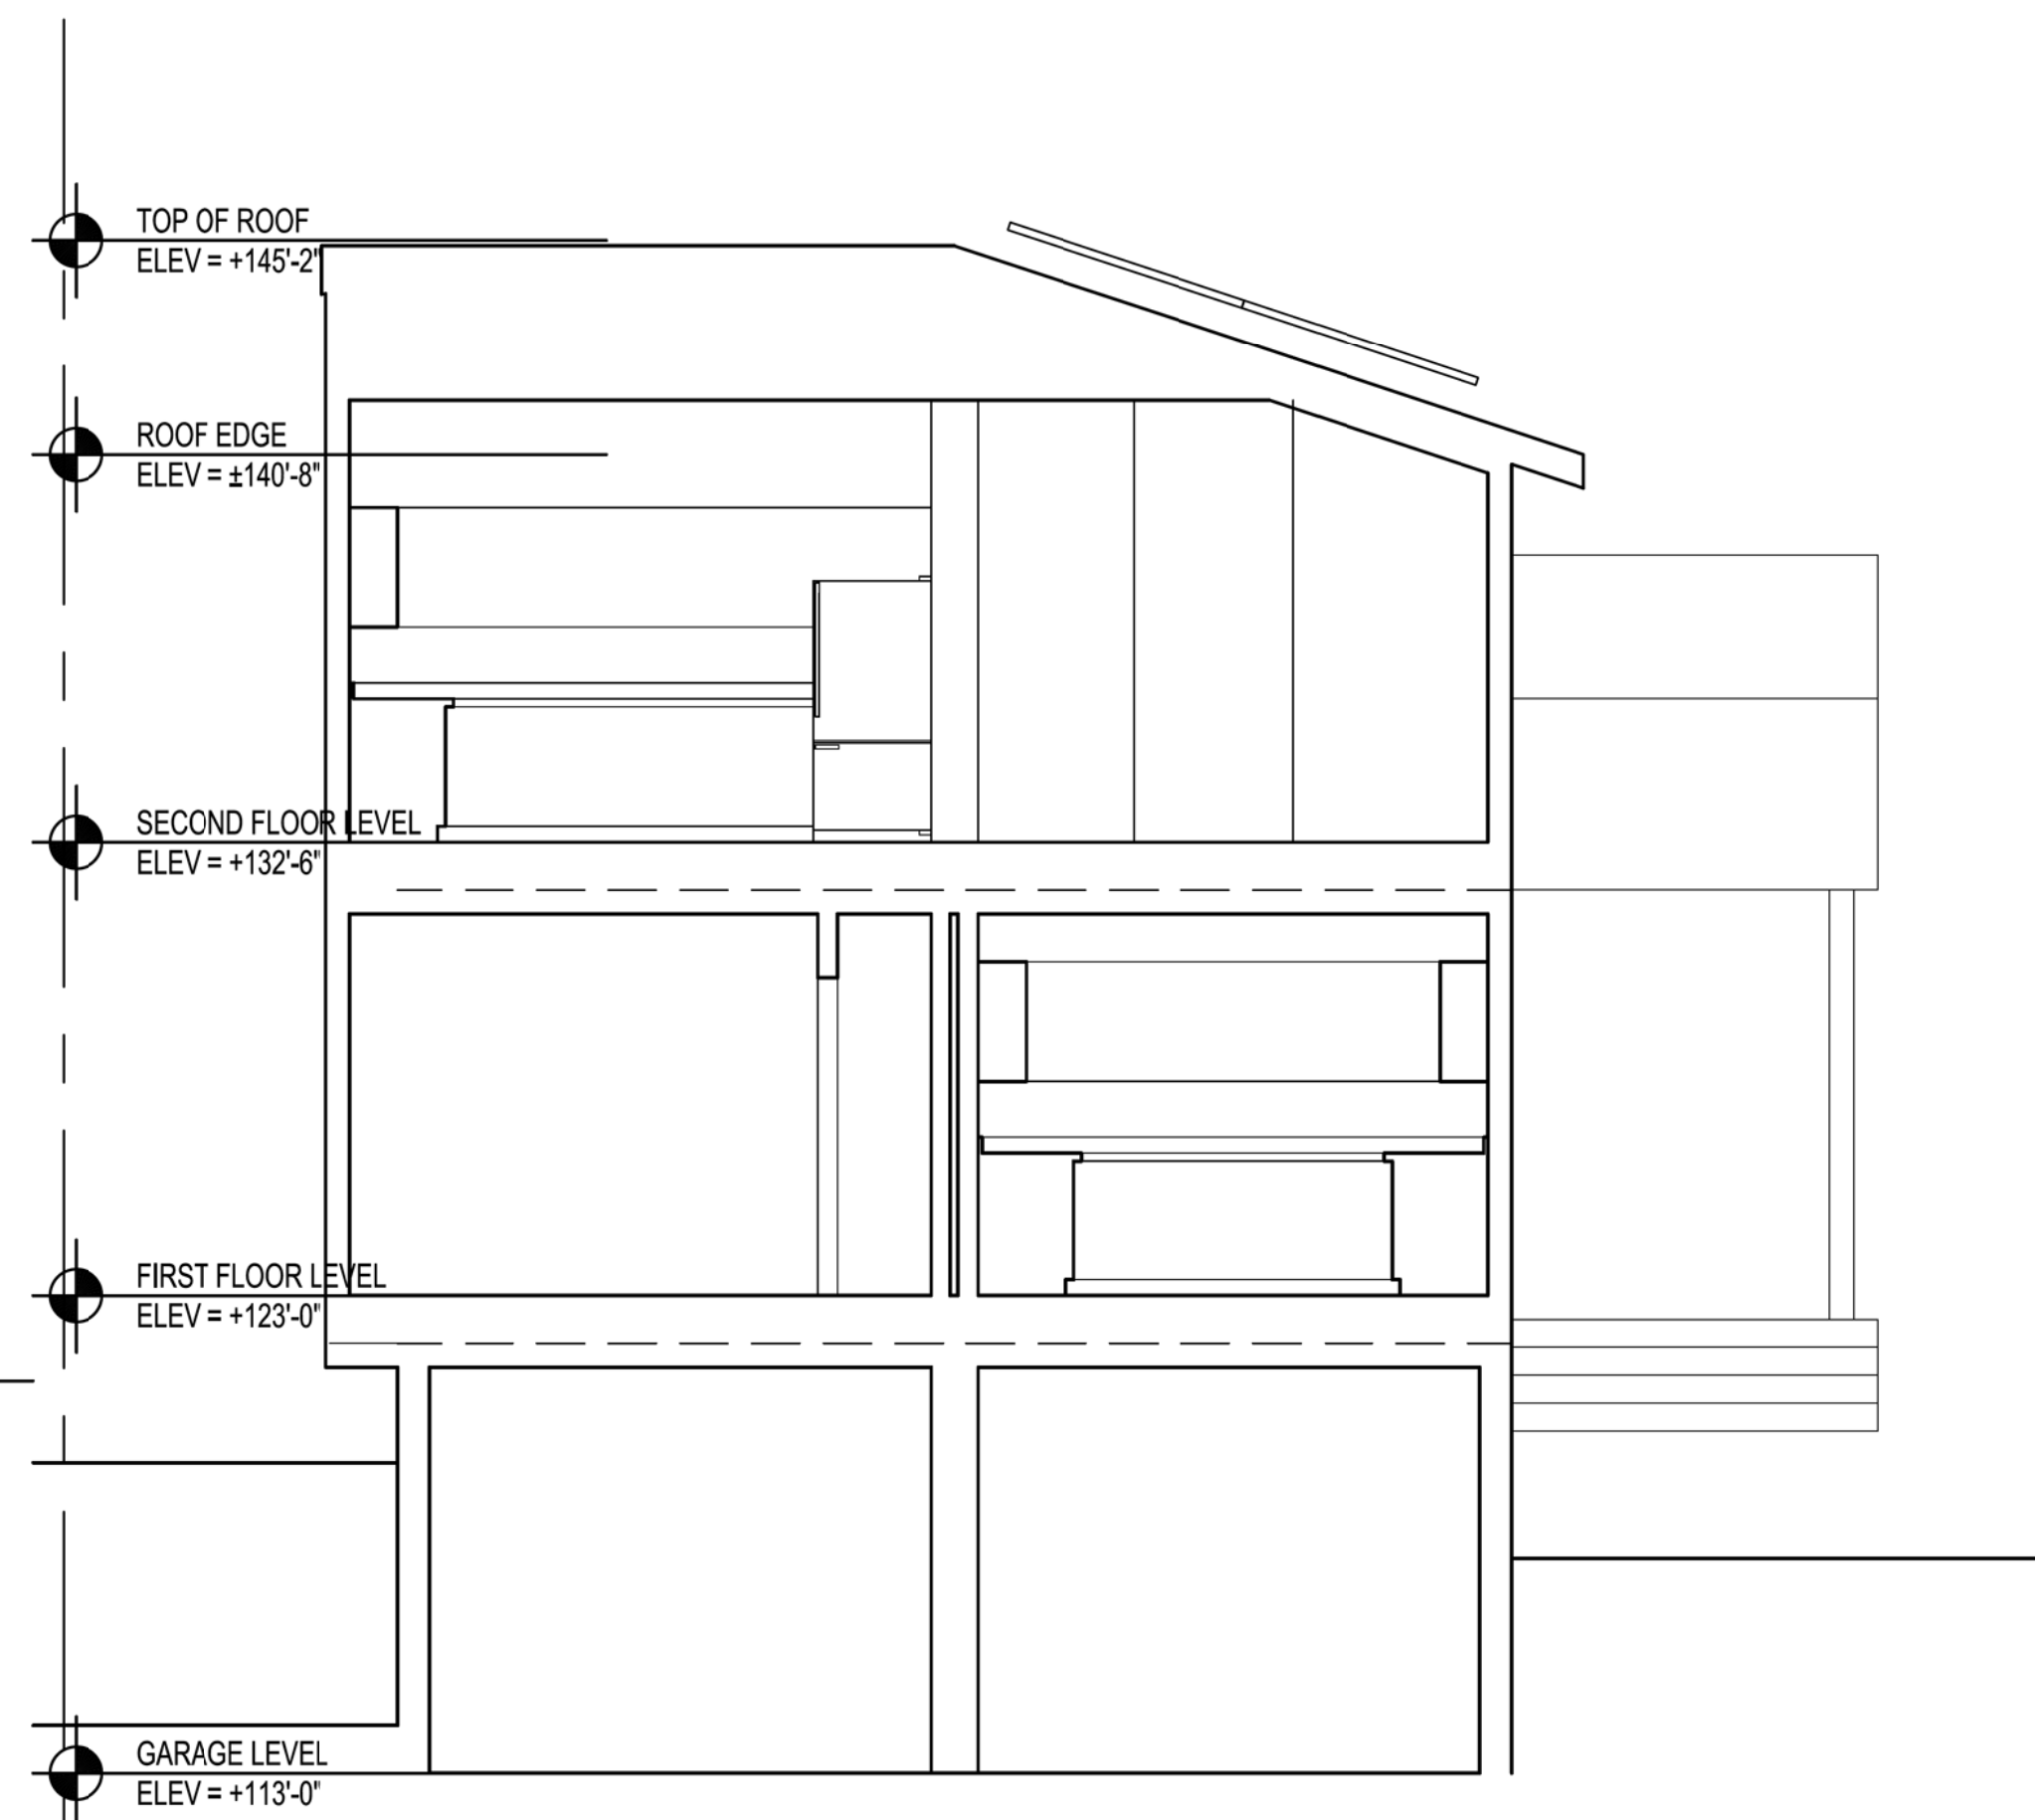 TOP OF ROOF
ELEV = +145'-2"
ROOF EDGE
ELEV = ±140'-8"
SECOND FLOOR LEVEL
ELEV = +132'-6"
FIRST FLOOR LEVEL
ELEV = +123'-0"
GARAGE LEVEL
ELEV = +113'-0"